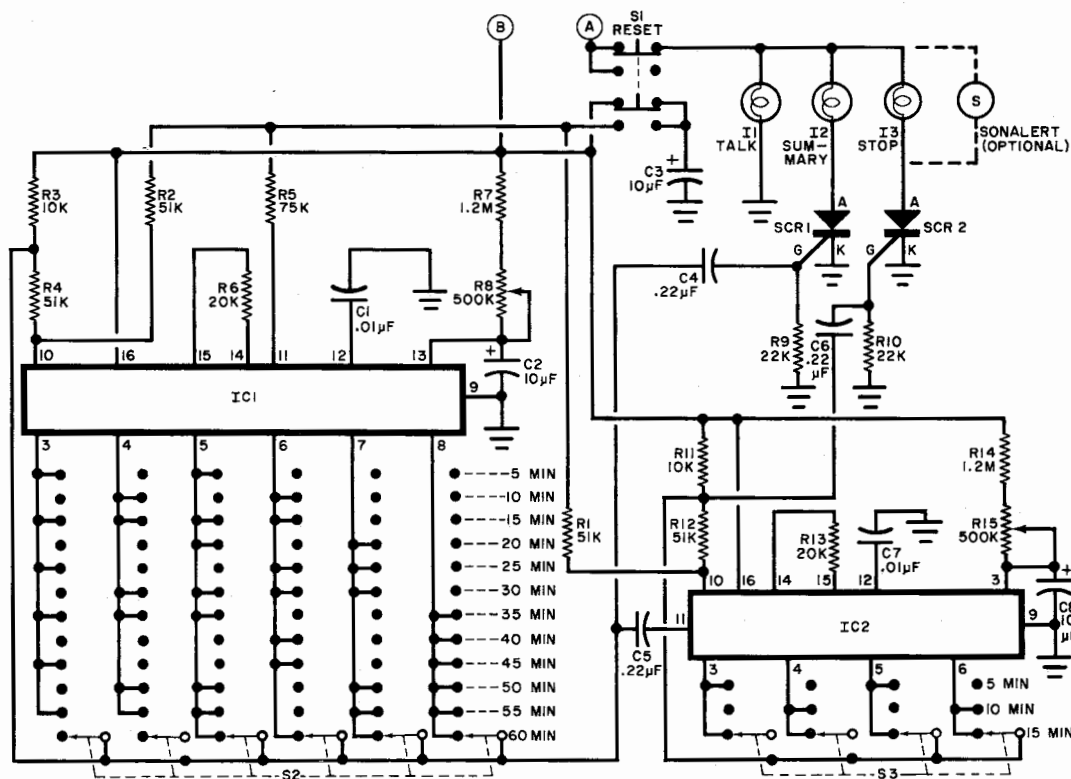 B
A
S1
RESET
I1
TALK
I2
SUM-
MARY
I3
STOP
S
SONALERT
(OPTIONAL)
C3
10µF
+
R3
10K
R2
51K
R5
75K
R7
1.2M
A
SCR1
G
K
A
SCR 2
G
K
R4
51K
R6
20K
C1
.01µF
R8
500K
C4
.22µF
R9
22K
C6
.22
µF
R10
22K
10
16
15
14
11
12
13
+
C2
10µF
IC1
9
3
4
5
6
7
8
5 MIN
10 MIN
15 MIN
20 MIN
25 MIN
30 MIN
35 MIN
40 MIN
45 MIN
50 MIN
55 MIN
60 MIN
S2
R1
51K
R11
10K
R14
1.2M
R12
51K
R13
20K
C7
.01µF
R15
500K
10
16
14
15
12
3
+
C8
10
µF
11
IC2
9
C5
.22µF
3
4
5
6
5 MIN
10 MIN
15 MIN
S3